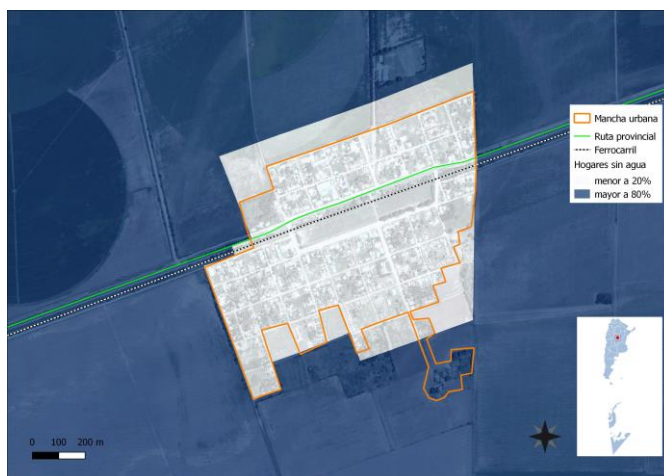 Mancha urbana
Ruta provincial
Ferrocarril
Hogares sin agua
menor a 20%
mayor a 80%
0 100 200 m